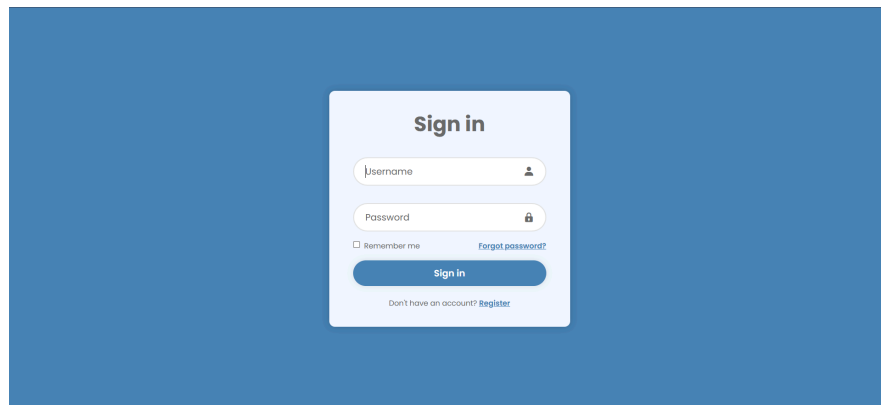 Sign in
Username
Password
Remember me Forgot password?
Sign in
Don't have an account? Register